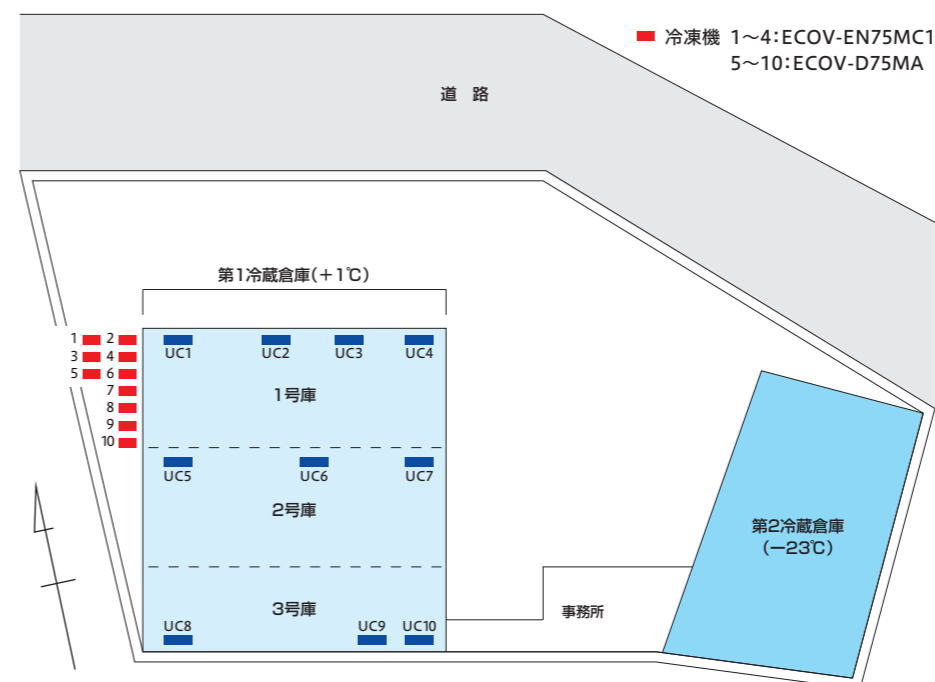 冷凍機 1～4：ECOV-EN75MC1
5～10：ECOV-D75MA
道 路
第1冷蔵倉庫(＋1℃)
1 2
3 4
5 6
7
8
9
10
UC1 UC2 UC3 UC4
1号庫
UC5 UC6 UC7
2号庫
第2冷蔵倉庫
(－23℃)
3号庫
事務所
UC8 UC9 UC10